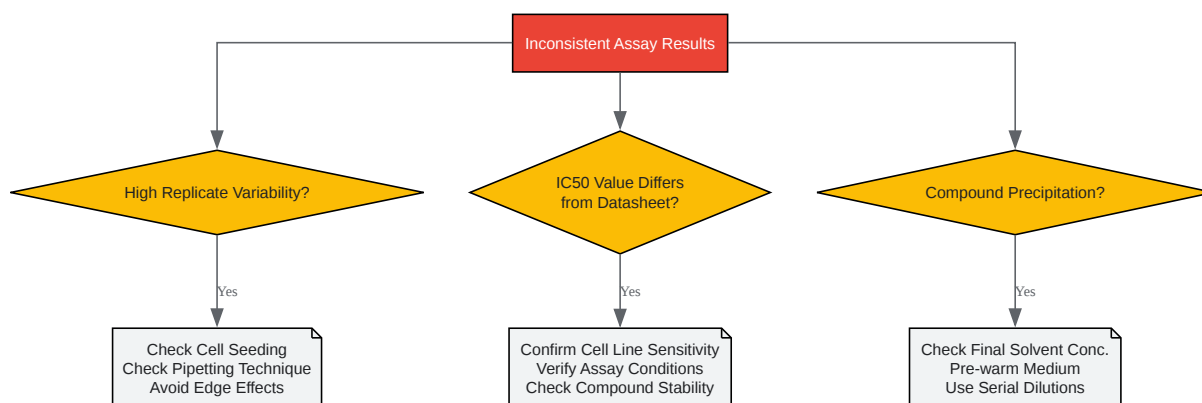 Inconsistent Assay Results
High Replicate Variability?
IC50 Value Differs
from Datasheet?
Compound Precipitation?
Yes
Yes
Yes
Check Cell Seeding
Check Pipetting Technique
Avoid Edge Effects
Confirm Cell Line Sensitivity
Verify Assay Conditions
Check Compound Stability
Check Final Solvent Conc.
Pre-warm Medium
Use Serial Dilutions